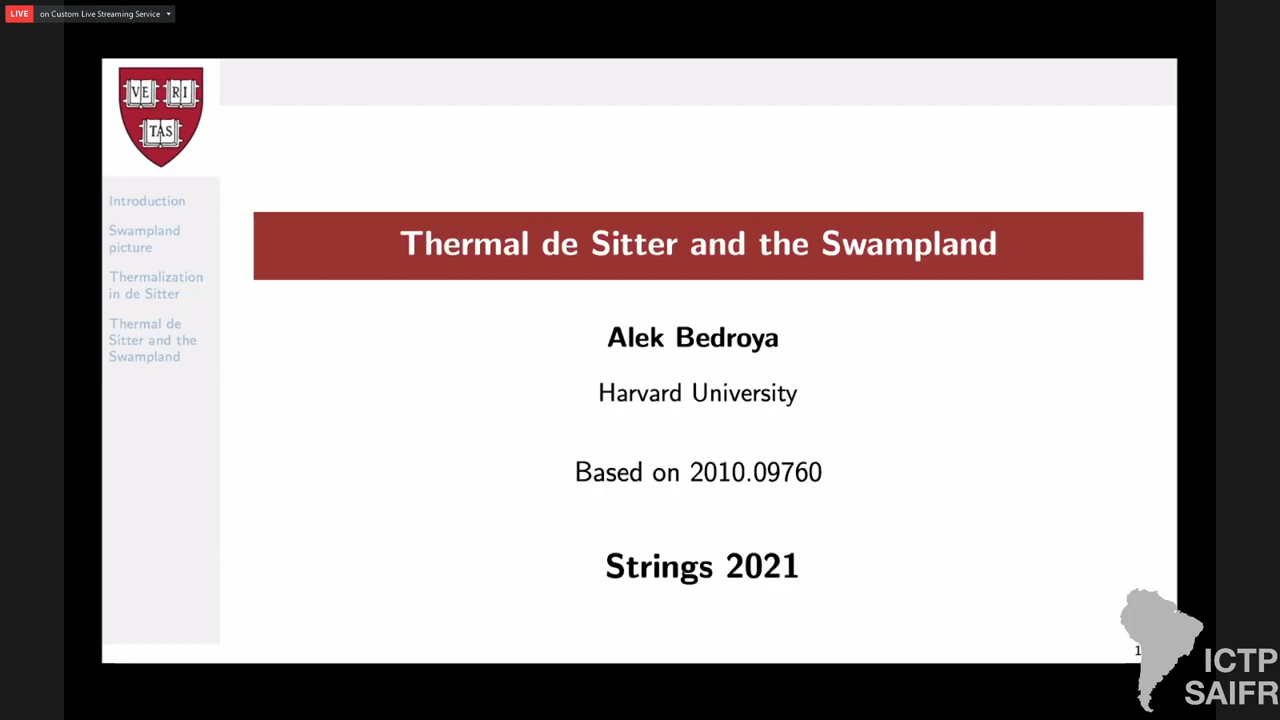 LIVE on Custom Live Streaming Service
VE RI
TAS
Introduction
Swampland
picture
Thermalization
in de Sitter
Thermal de
Sitter and the
Swampland
Thermal de Sitter and the Swampland
Alek Bedroya
Harvard University
Based on 2010.09760
Strings 2021
1
ICTP
SAIFR